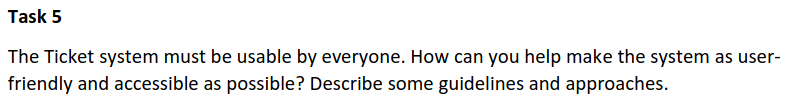 Task 5
The Ticket system must be usable by everyone. How can you help make the system as user-
friendly and accessible as possible? Describe some guidelines and approaches.